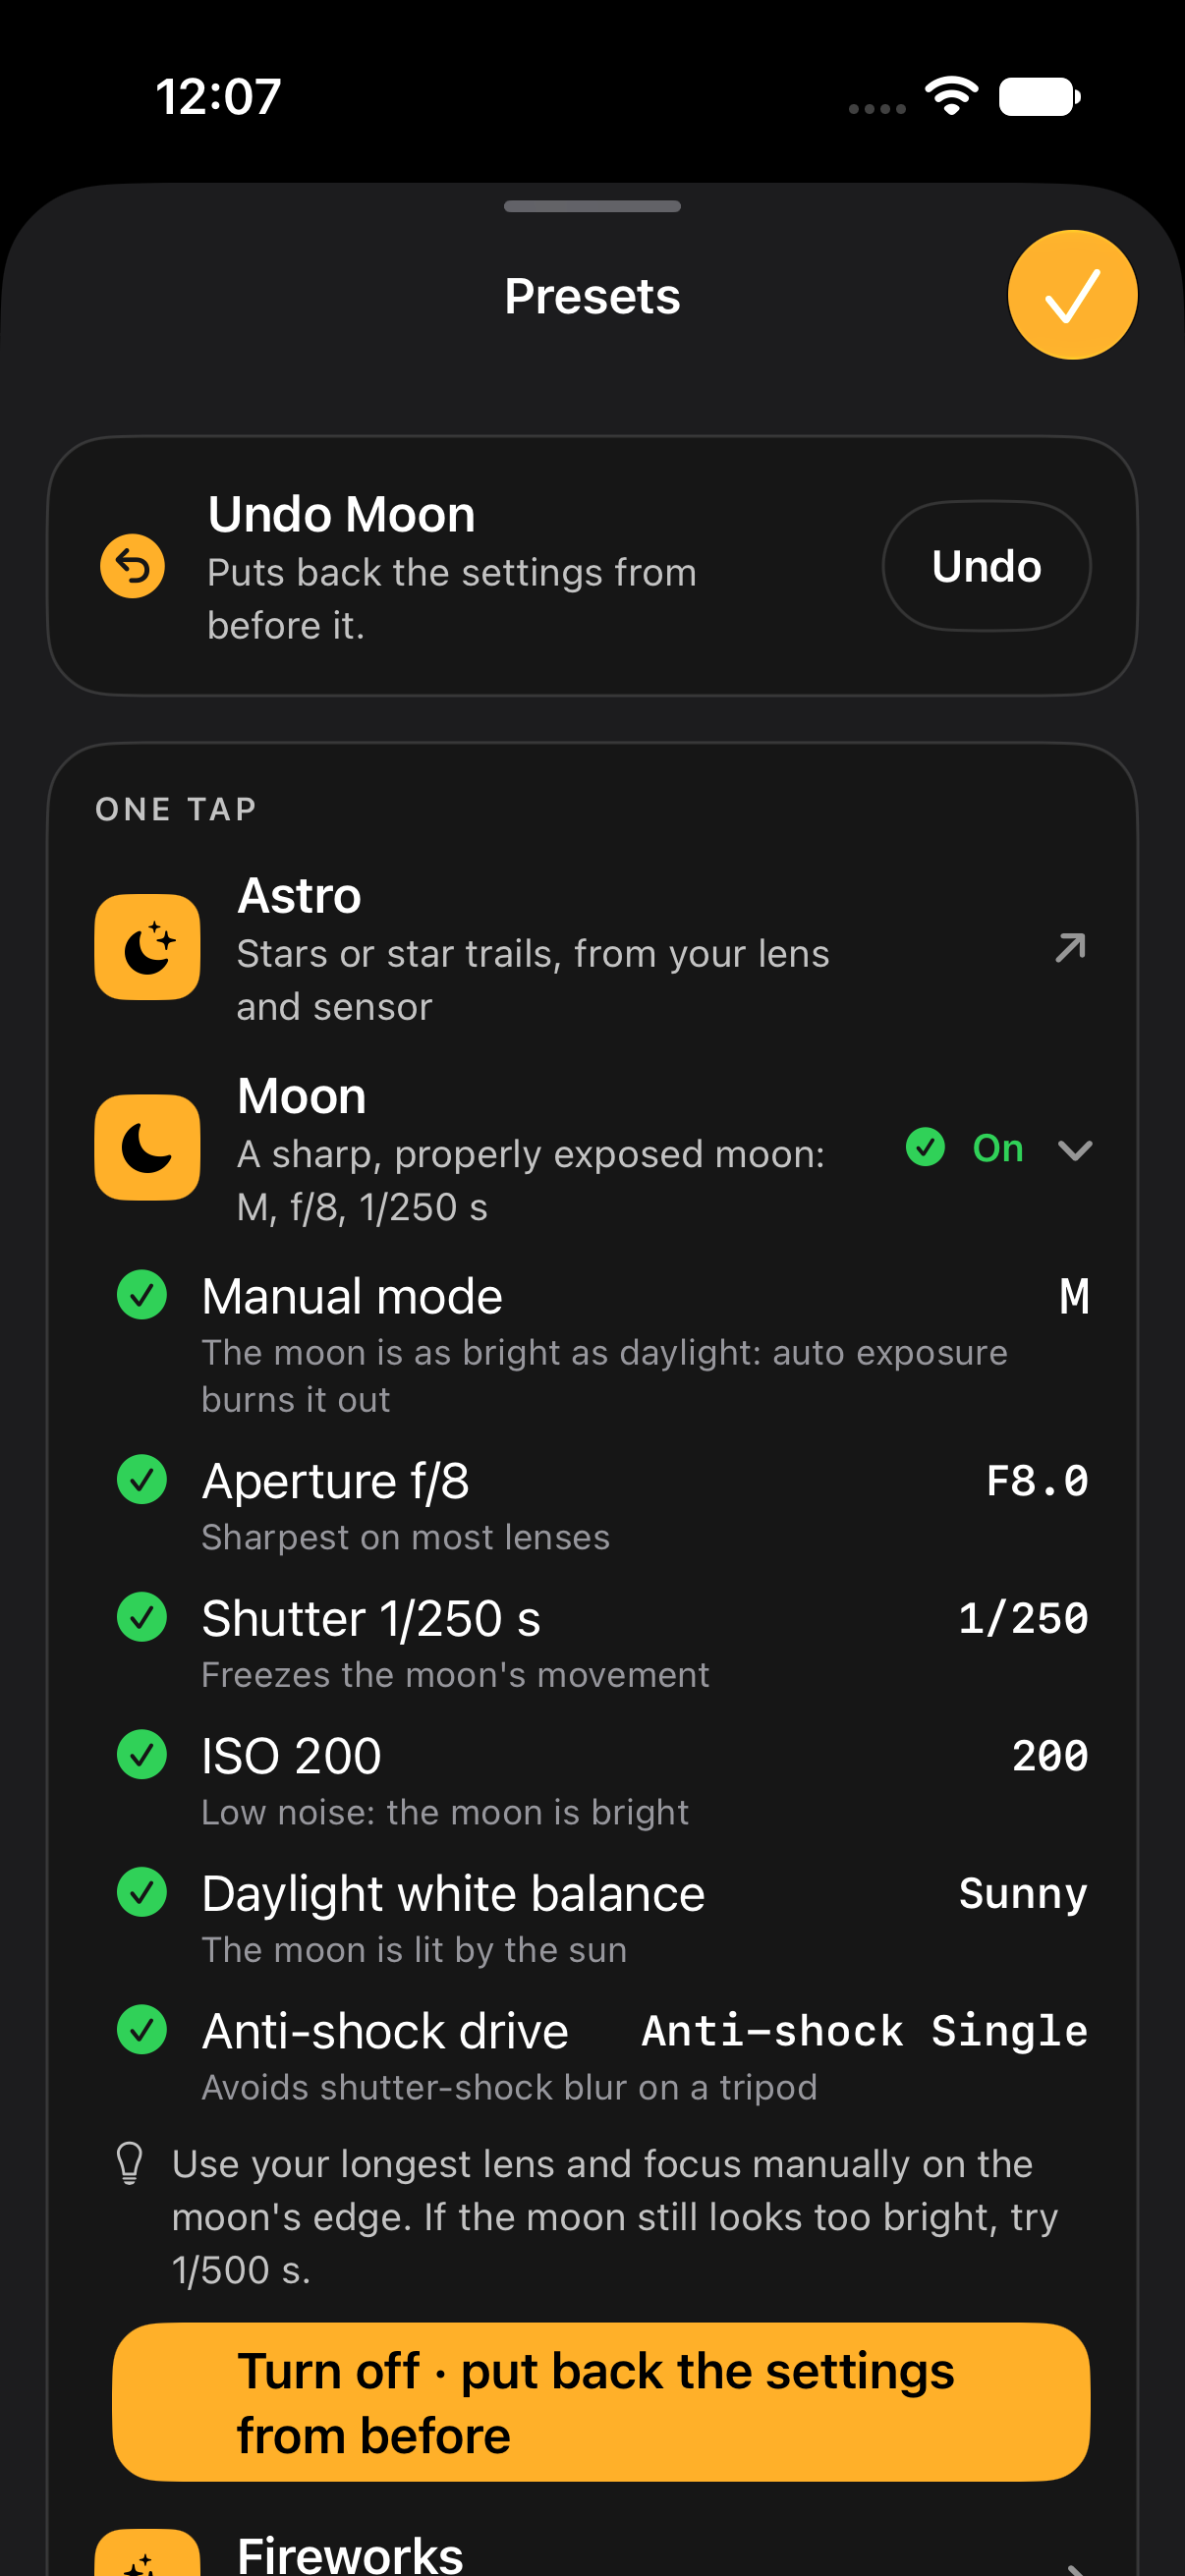 12:07
Presets
Undo Moon
Puts back the settings from
before it.
Undo
ONE TAP
Astro
Stars or star trails, from your lens
and sensor
Moon
A sharp, properly exposed moon:
M, f/8, 1/250 s
On
Manual mode
M
The moon is as bright as daylight: auto exposure
burns it out
Aperture f/8
F8.0
Sharpest on most lenses
Shutter 1/250 s
1/250
Freezes the moon's movement
ISO 200
200
Low noise: the moon is bright
Daylight white balance
Sunny
The moon is lit by the sun
Anti-shock drive
Anti-shock Single
Avoids shutter-shock blur on a tripod
Use your longest lens and focus manually on the
moon's edge. If the moon still looks too bright, try
1/500 s.
Turn off · put back the settings
from before
Fireworks